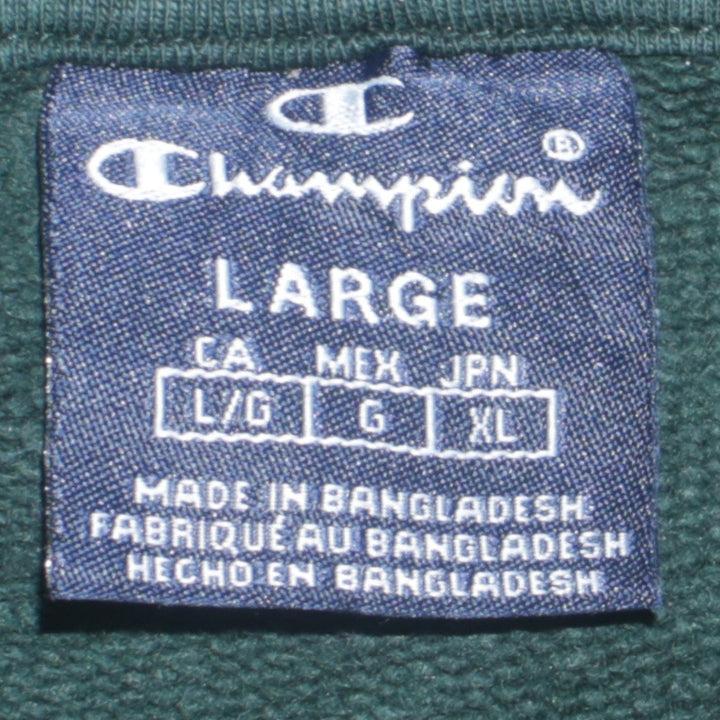 Champion®
LARGE
CA MEX JPN
L/G G XL
MADE IN BANGLADESH
FABRIQUÉ AU BANGLADESH
HECHO EN BANGLADESH